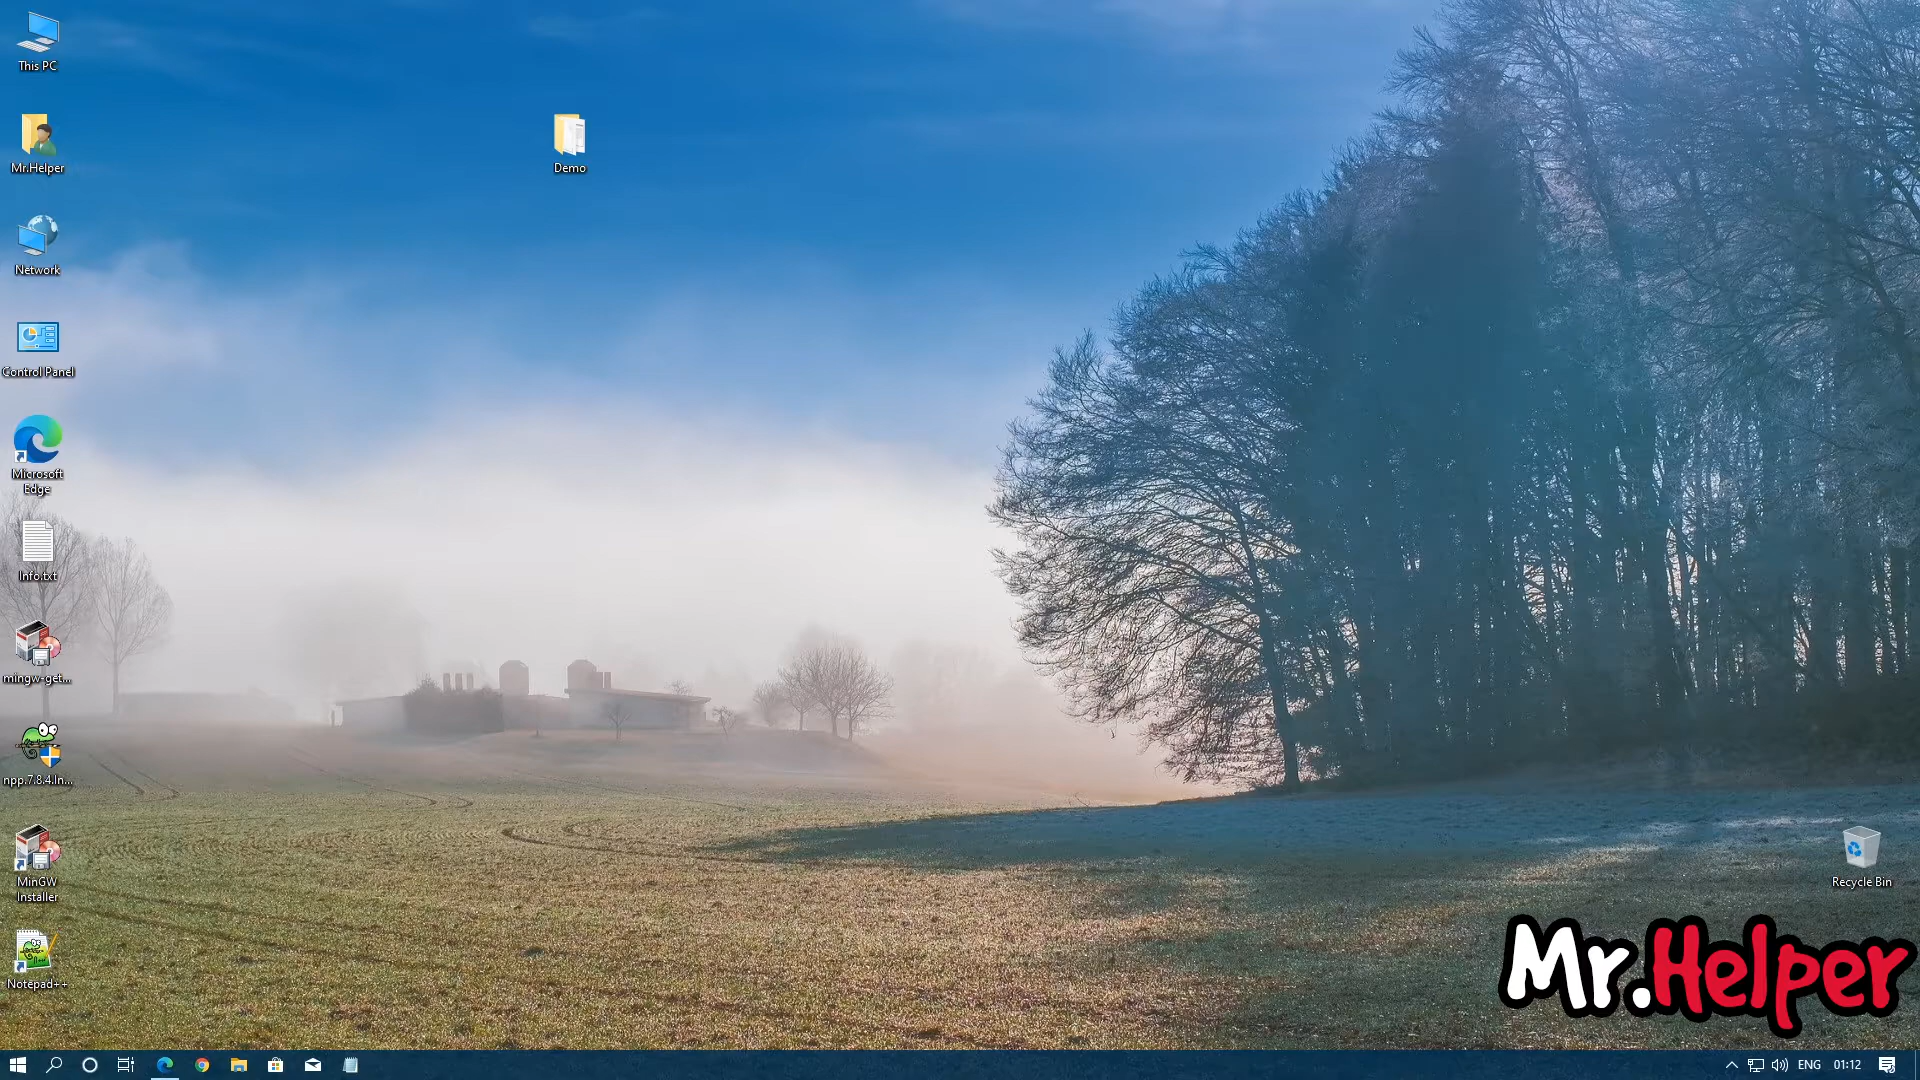 This PC
Mr.Helper
Demo
Network
Control Panel
Microsoft
Edge
Info.txt
mingw-get...
npp.7.8.4.In...
MinGW
Installer
Notepad++
Recycle Bin
Mr.Helper
ENG 01:12